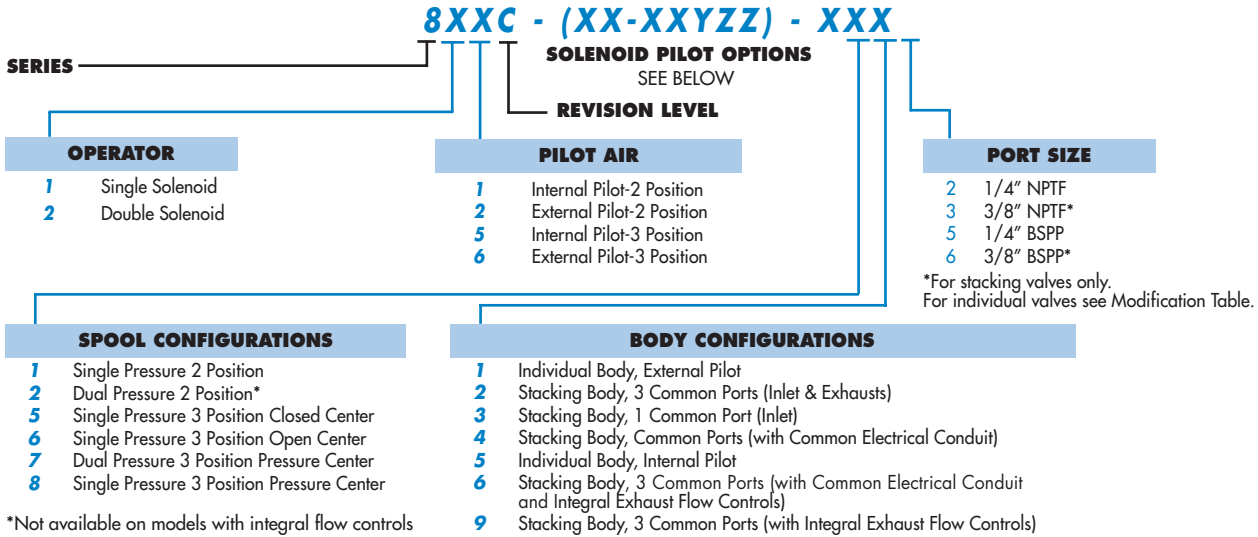 8XXC - (XX-XXYZZ) - XXX
SERIES
SOLENOID PILOT OPTIONS
SEE BELOW
REVISION LEVEL
OPERATOR
1 Single Solenoid
2 Double Solenoid
PILOT AIR
1 Internal Pilot-2 Position
2 External Pilot-2 Position
5 Internal Pilot-3 Position
6 External Pilot-3 Position
PORT SIZE
2 1/4" NPTF
3 3/8" NPTF*
5 1/4" BSPP
6 3/8" BSPP*
*For stacking valves only.
For individual valves see Modification Table.
SPOOL CONFIGURATIONS
1 Single Pressure 2 Position
2 Dual Pressure 2 Position*
5 Single Pressure 3 Position Closed Center
6 Single Pressure 3 Position Open Center
7 Dual Pressure 3 Position Pressure Center
8 Single Pressure 3 Position Pressure Center
*Not available on models with integral flow controls
BODY CONFIGURATIONS
1 Individual Body, External Pilot
2 Stacking Body, 3 Common Ports (Inlet & Exhausts)
3 Stacking Body, 1 Common Port (Inlet)
4 Stacking Body, Common Ports (with Common Electrical Conduit)
5 Individual Body, Internal Pilot
6 Stacking Body, 3 Common Ports (with Common Electrical Conduit
and Integral Exhaust Flow Controls)
9 Stacking Body, 3 Common Ports (with Integral Exhaust Flow Controls)